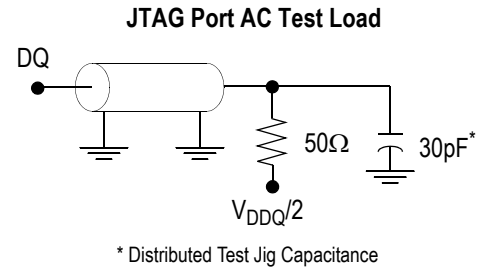 JTAG Port AC Test Load
DQ
50Ω
30pF*
VDDQ/2
* Distributed Test Jig Capacitance